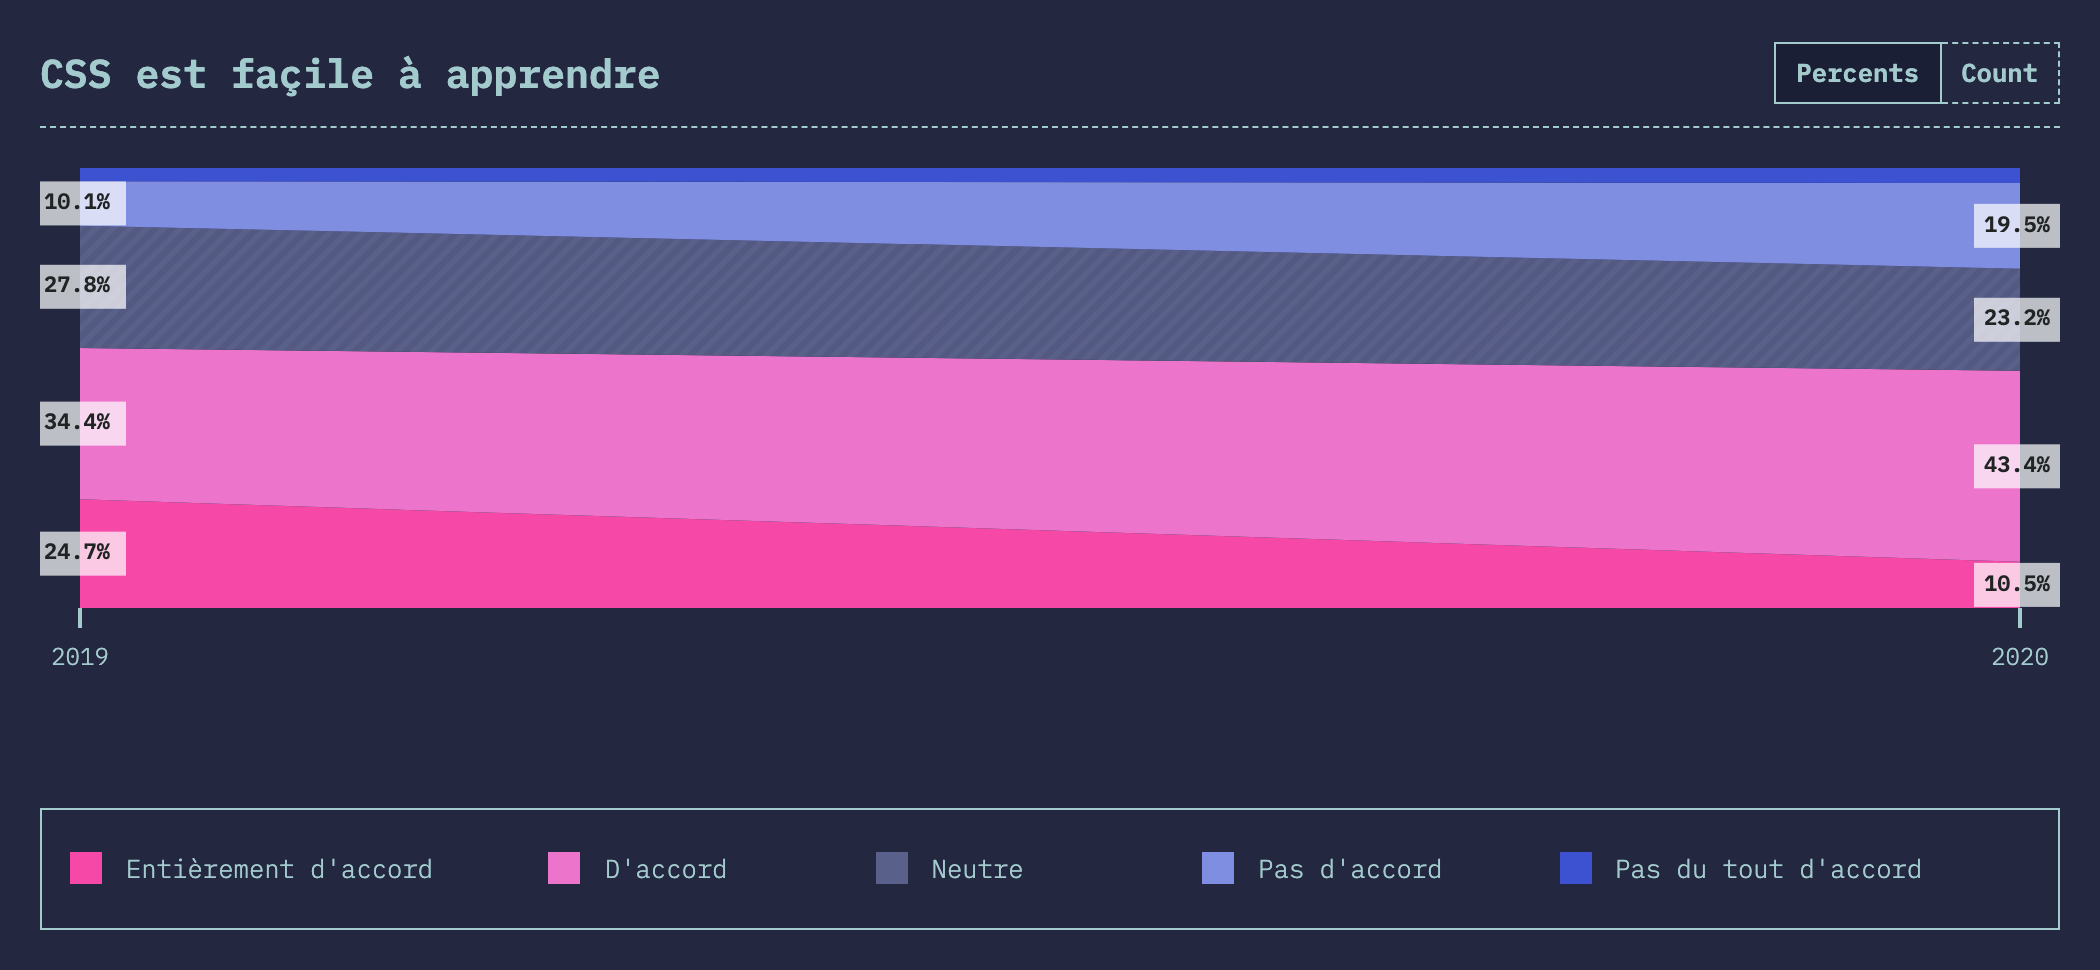 CSS est façile à apprendre
Percents
Count
10.1%
19.5%
27.8%
23.2%
34.4%
43.4%
24.7%
10.5%
2019
2020
Entièrement d'accord
D'accord
Neutre
Pas d'accord
Pas du tout d'accord